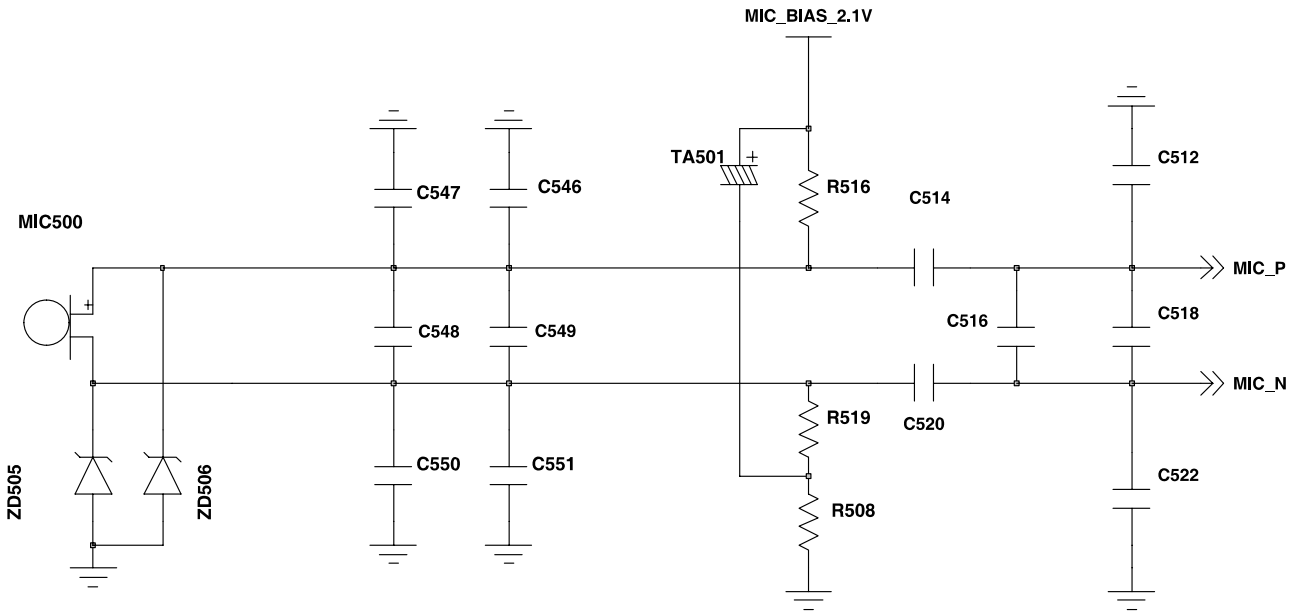 MIC_BIAS_2.1V
TA501
+
C512
C547
C546
R516
C514
MIC500
MIC_P
+
C548
C549
C516
C518
MIC_N
R519
C520
C550
C551
C522
ZD505
ZD506
R508